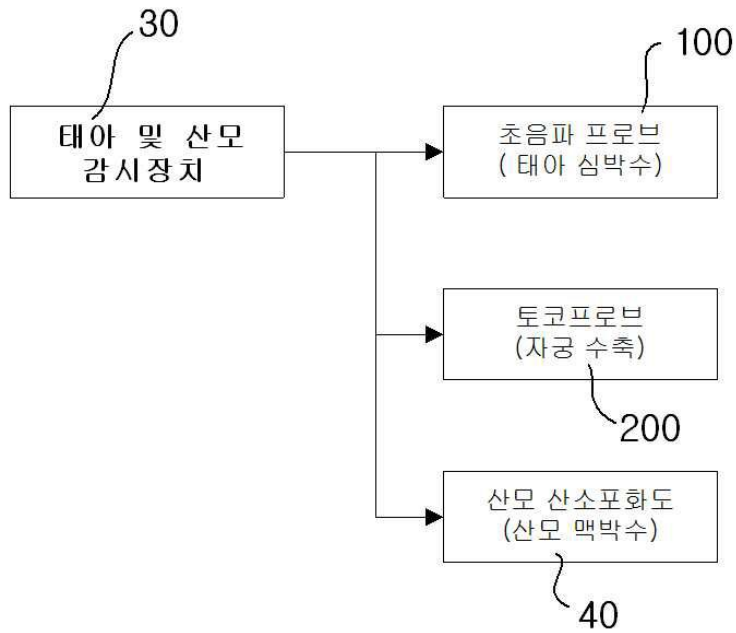 30
100
태아 및 산모
감시장치
초음파 프로브
( 태아 심박수)
토코프로브
(자궁 수축)
200
산모 산소포화도
(산모 맥박수)
40